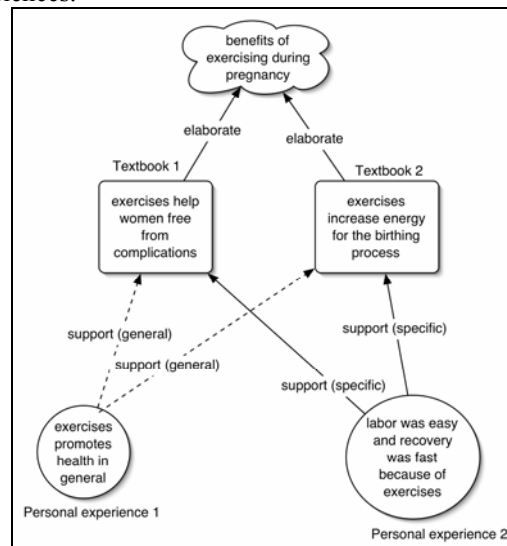 benefits of
exercising during
pregnancy
elaborate
elaborate
Textbook 1
Textbook 2
exercises help
women free
from
complications
exercises
increase energy
for the birthing
process
support (general)
support (specific)
support (general)
support (specific)
exercises
promotes
health in
general
labor was easy
and recovery
was fast
because of
exercises
Personal experience 1
Personal experience 2